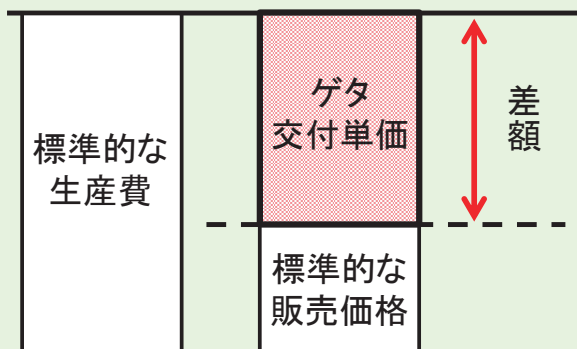 標準的な
生産費
ゲタ
交付単価
標準的な
販売価格
差額